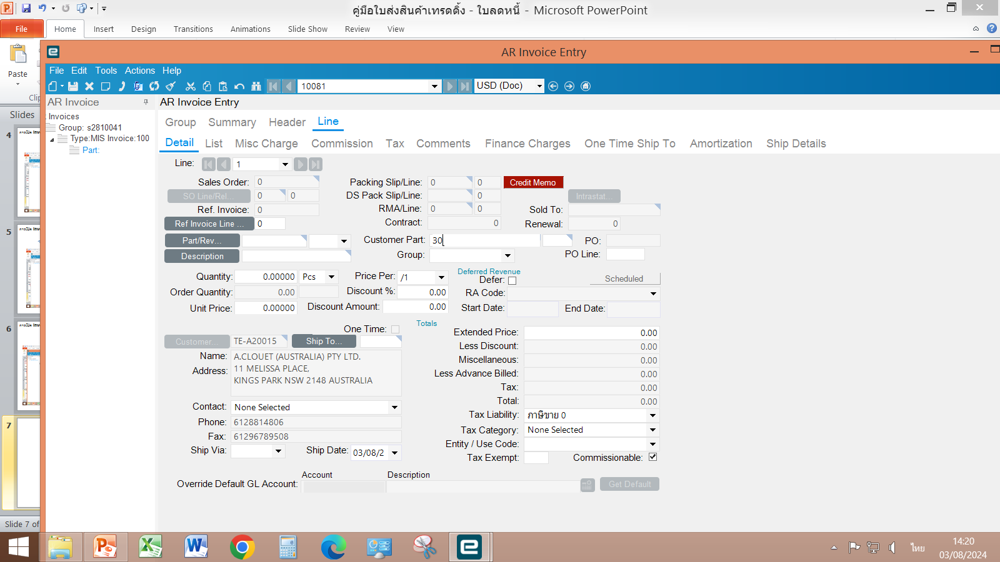 คู่มือใบส่งสินค้าเทรดดิ้ง - ใบลดหนี้ - Microsoft PowerPoint
File Home Insert Design Transitions Animations Slide Show Review View
Paste
AR Invoice Entry
File Edit Tools Actions Help
10081 USD (Doc)
AR Invoice
AR Invoice Entry
Slides
Invoices
Group: s2810041
Type:MIS Invoice:100
Part:
4
5
6
7
Slide 7 of
Group Summary Header Line
Detail List Misc Charge Commission Tax Comments Finance Charges One Time Ship To Amortization Ship Details
Line: 1
Sales Order: 0 Packing Slip/Line: 0 0 Credit Memo
SO Line/Rel... 0 0 DS Pack Slip/Line: 0 Intrastat...
Ref. Invoice: 0 RMA/Line: 0 0 Sold To:
Ref Invoice Line ... 0 Contract: 0 Renewal: 0
Part/Rev... Customer Part: 30 PO:
Description Group: PO Line:
Quantity: 0.00000 Pcs Price Per: /1 Deferred Revenue Defer: Scheduled
Order Quantity: 0.00 Discount %: 0.00 RA Code:
Unit Price: 0.00000 Discount Amount: 0.00 Start Date: End Date:
One Time: Totals Extended Price: 0.00
Customer... TE-A20015 Ship To... Less Discount: 0.00
Name: A.CLOUET (AUSTRALIA) PTY LTD. Miscellaneous: 0.00
Address: 11 MELISSA PLACE, Less Advance Billed: 0.00
KINGS PARK NSW 2148 AUSTRALIA Tax: 0.00
Total: 0.00
Contact: None Selected Tax Liability: ภาษีขาย 0
Phone: 6128814806 Tax Category: None Selected
Fax: 61296789508 Entity / Use Code:
Ship Via: Ship Date: 03/08/2 Tax Exempt: Commissionable:
Account Description
Override Default GL Account: Get Default
ไทย 14:20
03/08/2024